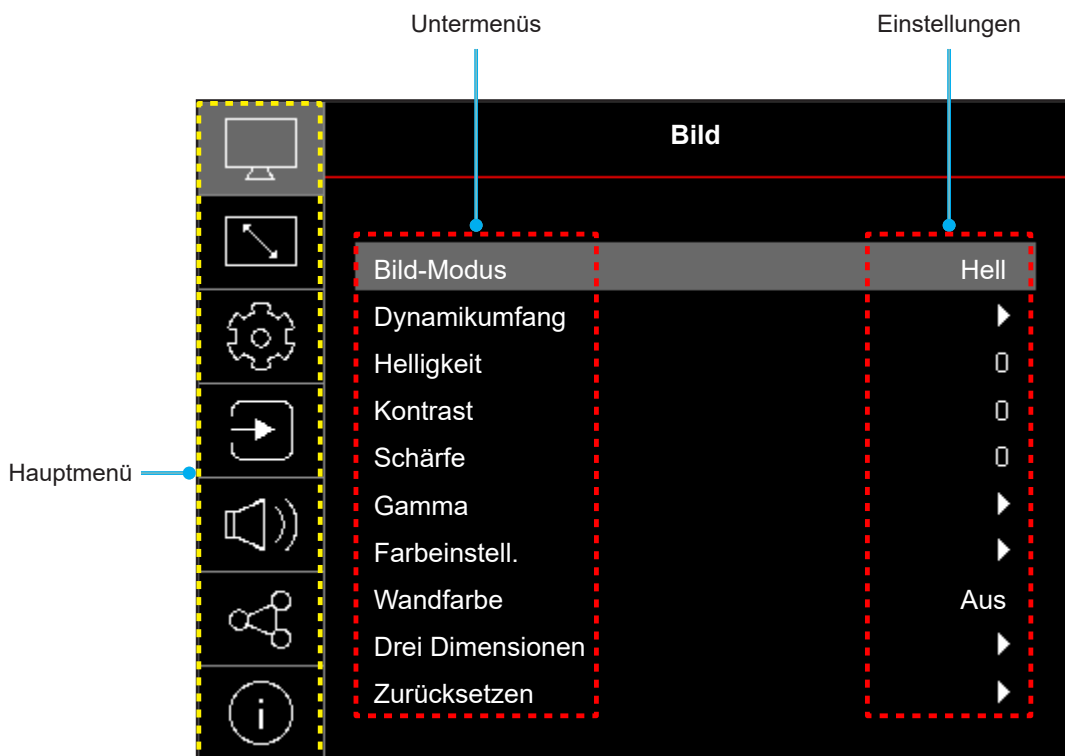 Untermenüs Einstellungen
Bild
Bild-Modus Hell
Dynamikumfang
Helligkeit 0
Kontrast 0
Schärfe 0
Hauptmenü
Gamma
Farbeinstell.
Wandfarbe Aus
Drei Dimensionen
Zurücksetzen
i